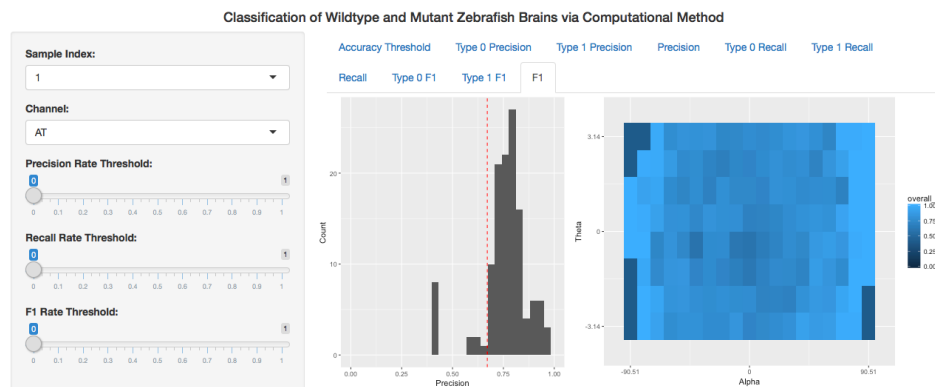 Classification of Wildtype and Mutant Zebrafish Brains via Computational Method
Sample Index:
1
Channel:
AT
Precision Rate Threshold:
0 1
0 0.1 0.2 0.3 0.4 0.5 0.6 0.7 0.8 0.9 1
Recall Rate Threshold:
0 1
0 0.1 0.2 0.3 0.4 0.5 0.6 0.7 0.8 0.9 1
F1 Rate Threshold:
0 1
0 0.1 0.2 0.3 0.4 0.5 0.6 0.7 0.8 0.9 1
Accuracy Threshold Type 0 Precision Type 1 Precision Precision Type 0 Recall Type 1 Recall
Recall Type 0 F1 Type 1 F1 F1
Count
20
10
0
0.00 0.25 0.50 0.75 1.00
Precision
Theta
3.14
0
-3.14
-90.51 0 90.51
Alpha
overall
1.00
0.75
0.50
0.25
0.00